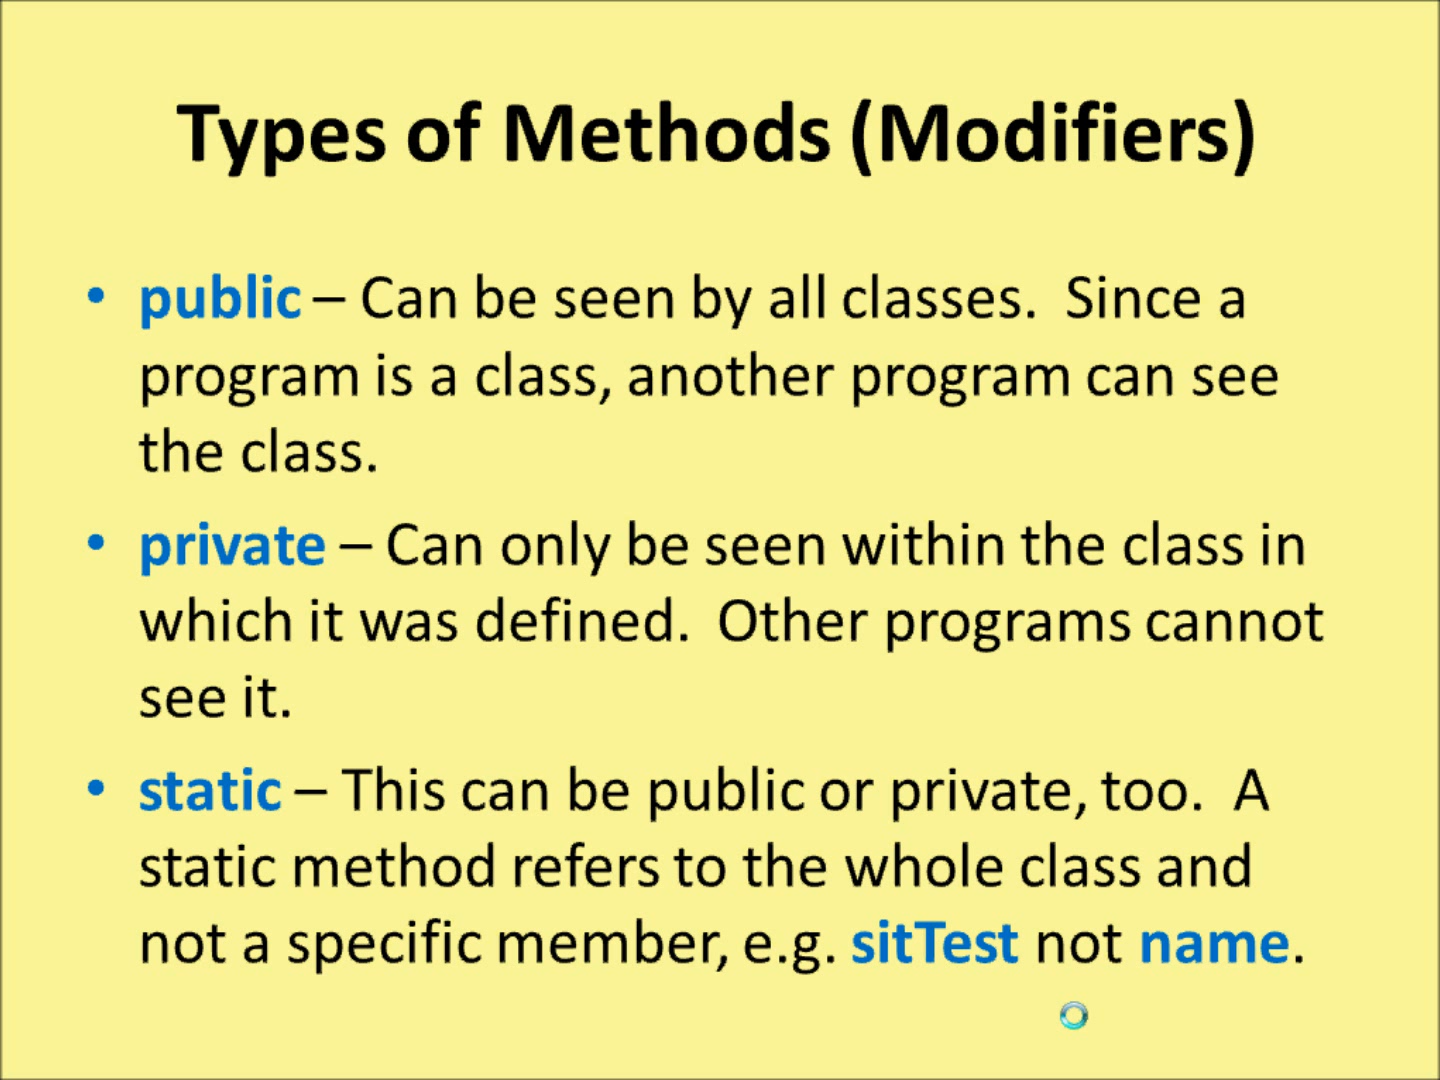 Types of Methods (Modifiers)
• public – Can be seen by all classes.  Since a
program is a class, another program can see
the class.
• private – Can only be seen within the class in
which it was defined.  Other programs cannot
see it.
• static – This can be public or private, too.  A
static method refers to the whole class and
not a specific member, e.g. sitTest not name.